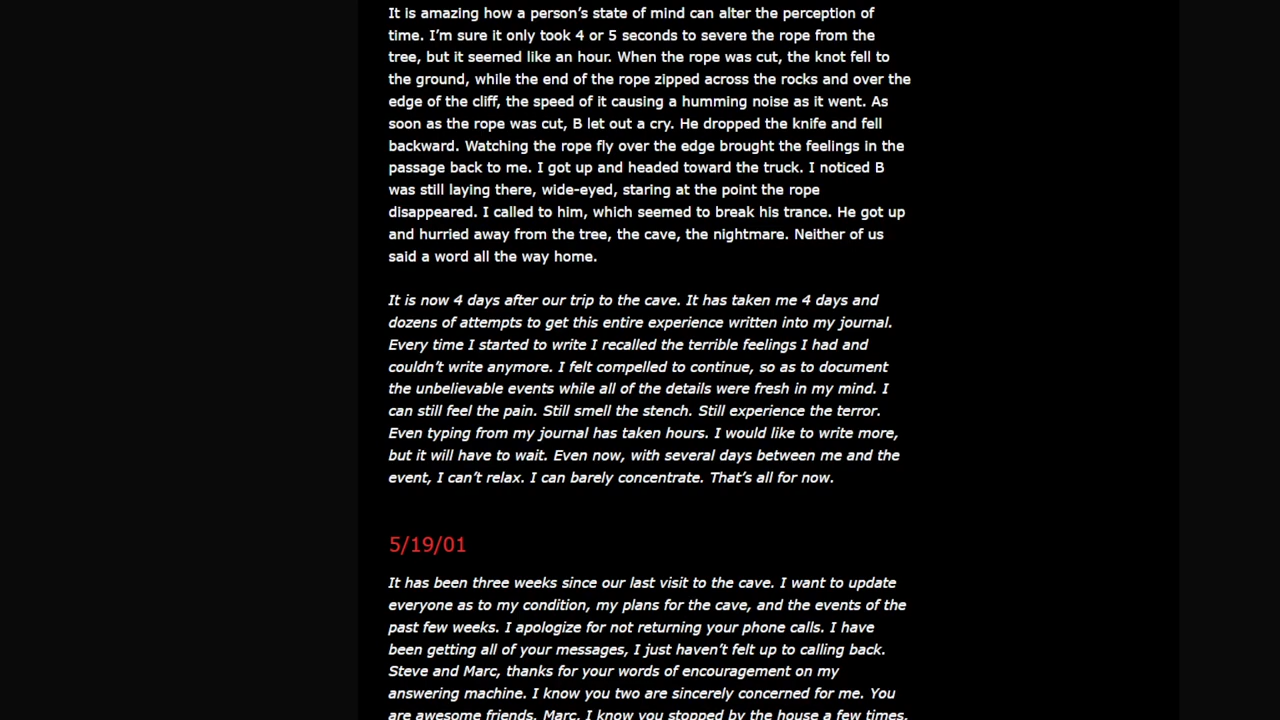 It is amazing how a person’s state of mind can alter the perception of
time. I’m sure it only took 4 or 5 seconds to severe the rope from the
tree, but it seemed like an hour. When the rope was cut, the knot fell to
the ground, while the end of the rope zipped across the rocks and over the
edge of the cliff, the speed of it causing a humming noise as it went. As
soon as the rope was cut, B let out a cry. He dropped the knife and fell
backward. Watching the rope fly over the edge brought the feelings in the
passage back to me. I got up and headed toward the truck. I noticed B
was still laying there, wide-eyed, staring at the point the rope
disappeared. I called to him, which seemed to break his trance. He got up
and hurried away from the tree, the cave, the nightmare. Neither of us
said a word all the way home.
It is now 4 days after our trip to the cave. It has taken me 4 days and
dozens of attempts to get this entire experience written into my journal.
Every time I started to write I recalled the terrible feelings I had and
couldn’t write anymore. I felt compelled to continue, so as to document
the unbelievable events while all of the details were fresh in my mind. I
can still feel the pain. Still smell the stench. Still experience the terror.
Even typing from my journal has taken hours. I would like to write more,
but it will have to wait. Even now, with several days between me and the
event, I can’t relax. I can barely concentrate. That’s all for now.
5/19/01
It has been three weeks since our last visit to the cave. I want to update
everyone as to my condition, my plans for the cave, and the events of the
past few weeks. I apologize for not returning your phone calls. I have
been getting all of your messages, I just haven’t felt up to calling back.
Steve and Marc, thanks for your words of encouragement on my
answering machine. I know you two are sincerely concerned for me. You
are awesome friends. Marc, I know you stopped by the house a few times,